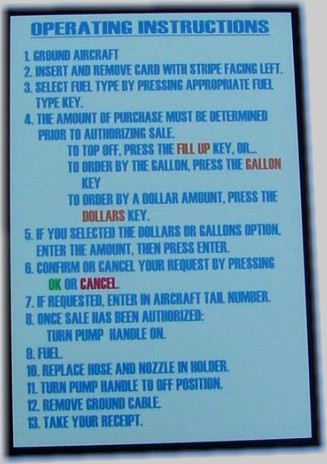 OPERATING INSTRUCTIONS
1. GROUND AIRCRAFT
2. INSERT AND REMOVE CARD WITH STRIPE FACING LEFT.
3. SELECT FUEL TYPE BY PRESSING APPROPRIATE FUEL
TYPE KEY.
4. THE AMOUNT OF PURCHASE MUST BE DETERMINED
PRIOR TO AUTHORIZING SALE.
TO TOP OFF, PRESS THE FILL UP KEY, OR...
TO ORDER BY THE GALLON, PRESS THE GALLON
KEY
TO ORDER BY A DOLLAR AMOUNT, PRESS THE
DOLLARS KEY.
5. IF YOU SELECTED THE DOLLARS OR GALLONS OPTION,
ENTER THE AMOUNT, THEN PRESS ENTER.
6. CONFIRM OR CANCEL YOUR REQUEST BY PRESSING
OK OR CANCEL.
7. IF REQUESTED, ENTER IN AIRCRAFT TAIL NUMBER.
8. ONCE SALE HAS BEEN AUTHORIZED:
TURN PUMP HANDLE ON.
9. FUEL.
10. REPLACE HOSE AND NOZZLE IN HOLDER.
11. TURN PUMP HANDLE TO OFF POSITION.
12. REMOVE GROUND CABLE.
13. TAKE YOUR RECEIPT.